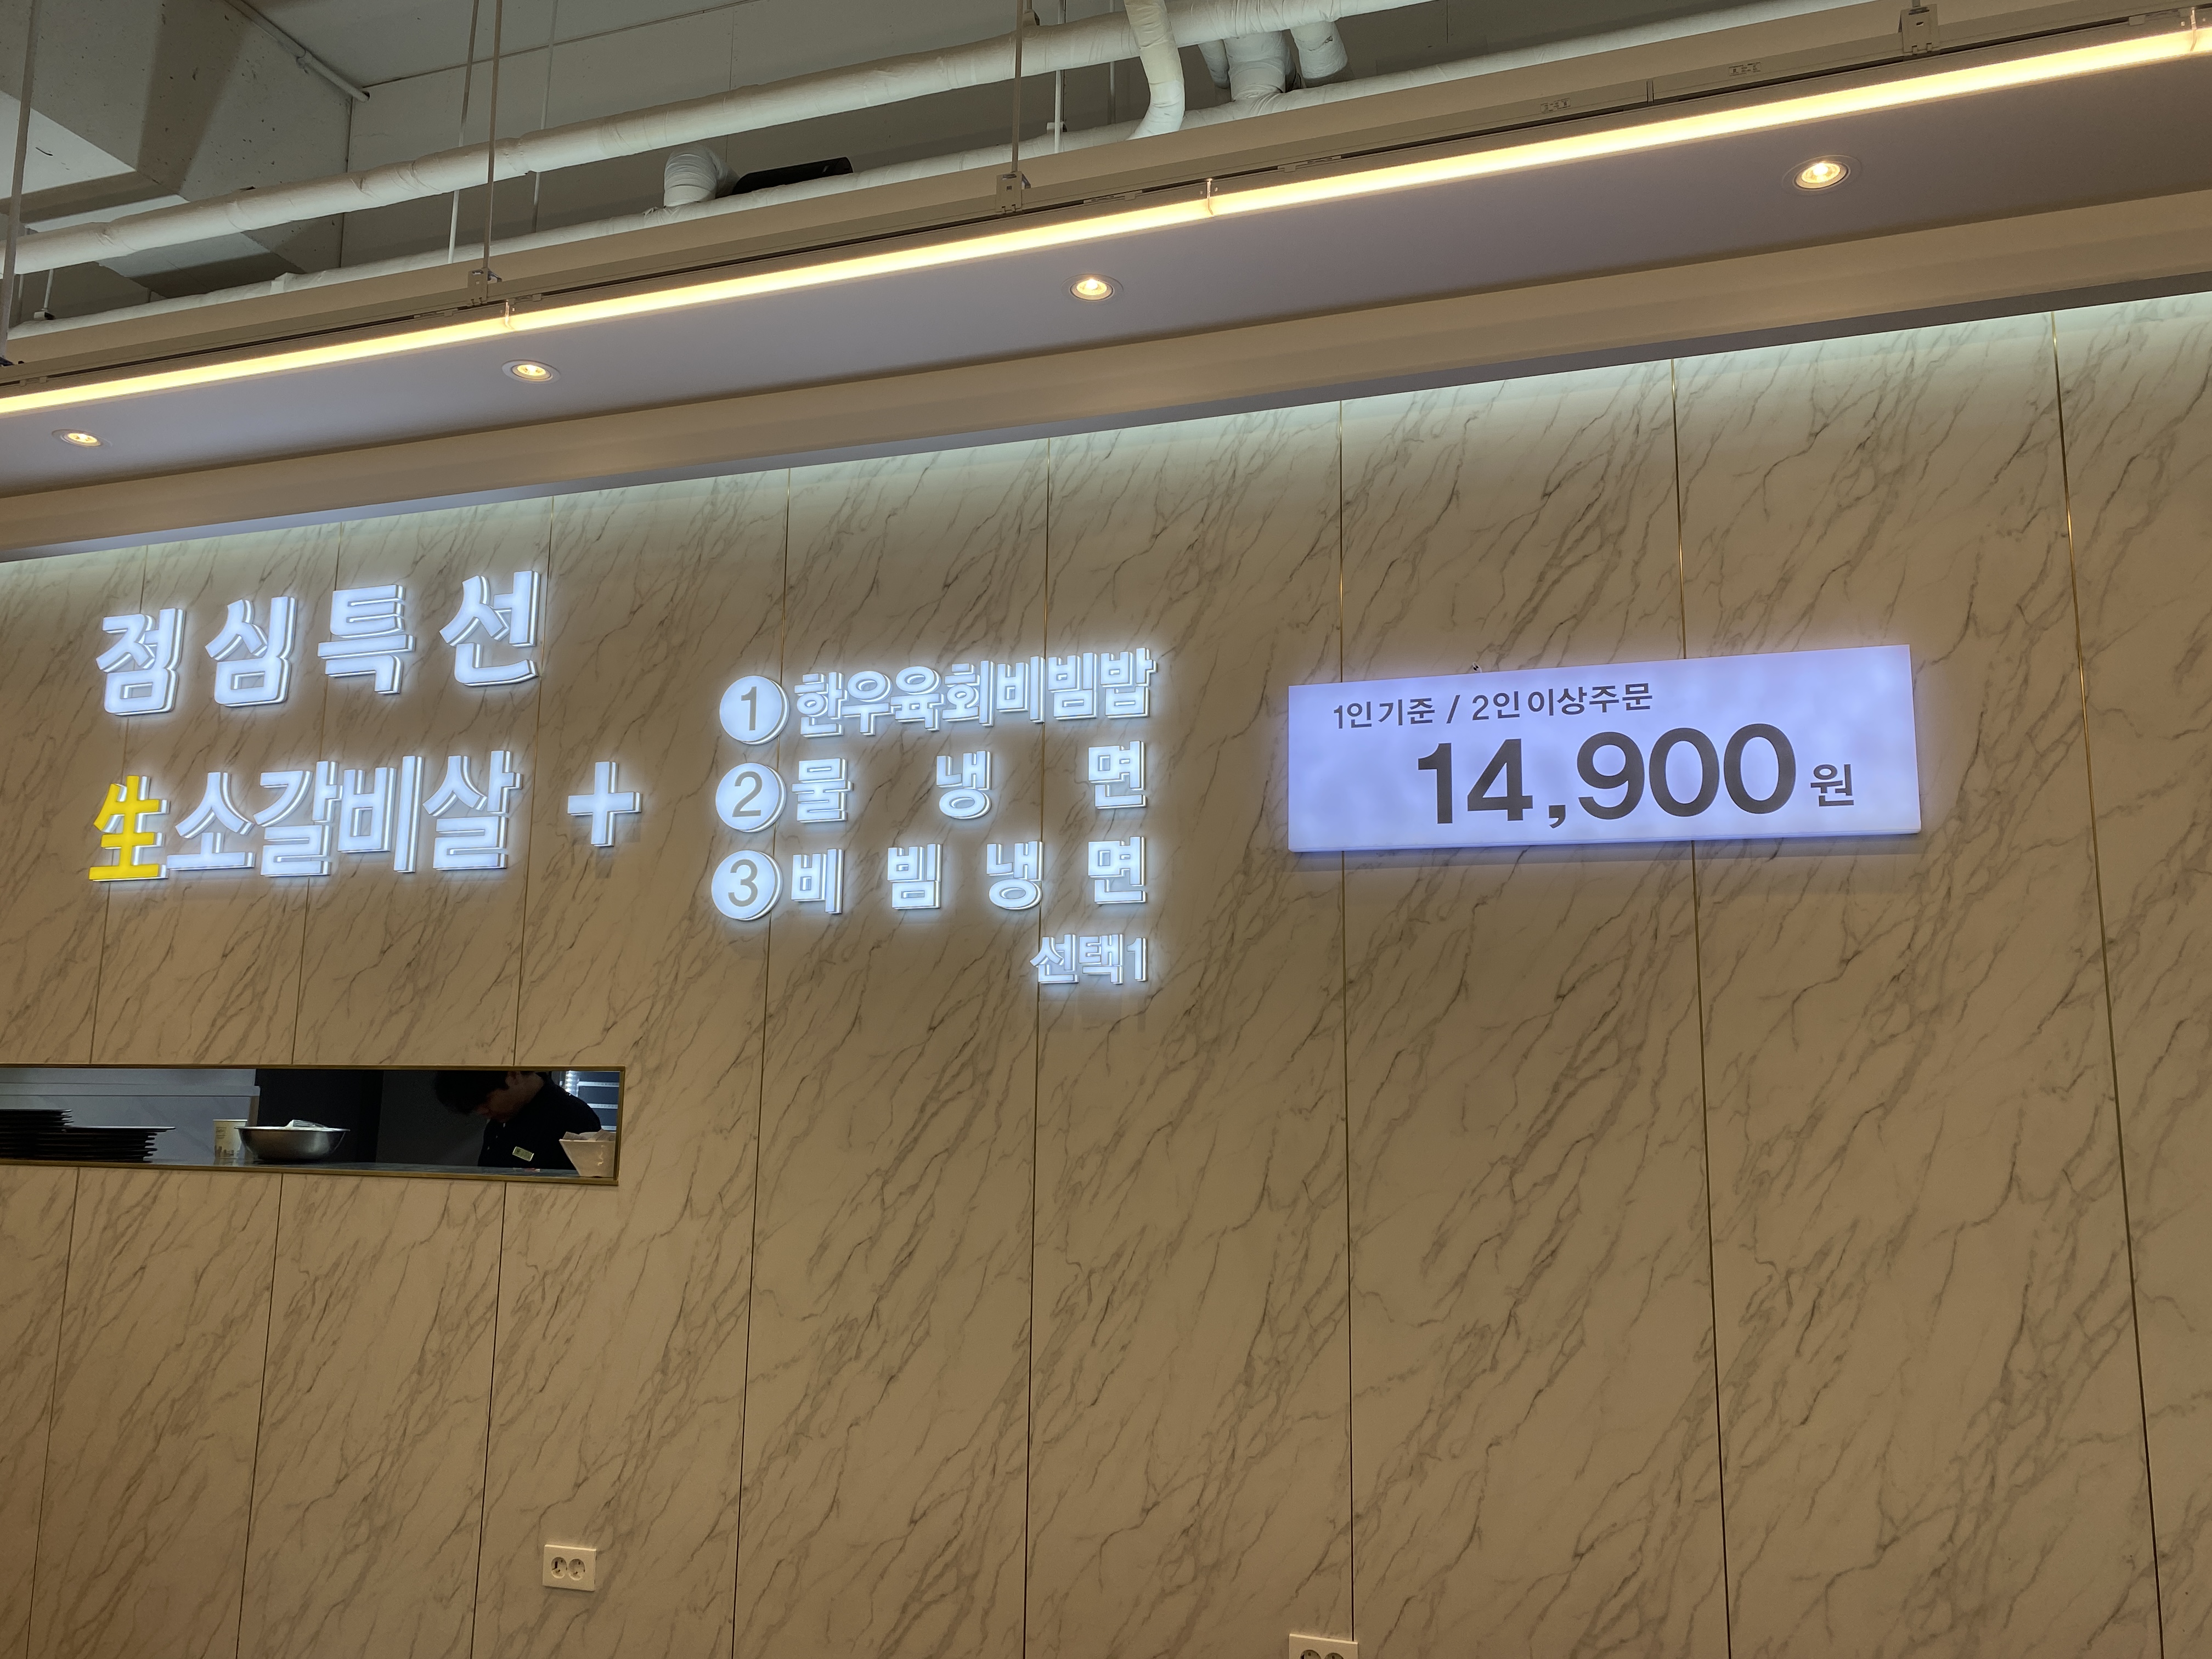 점심특선
生소갈비살 +
① 한우육회비빔밥
② 물 냉 면
③ 비 빔 냉 면
선택1
1인기준 / 2인이상주문
14,900원